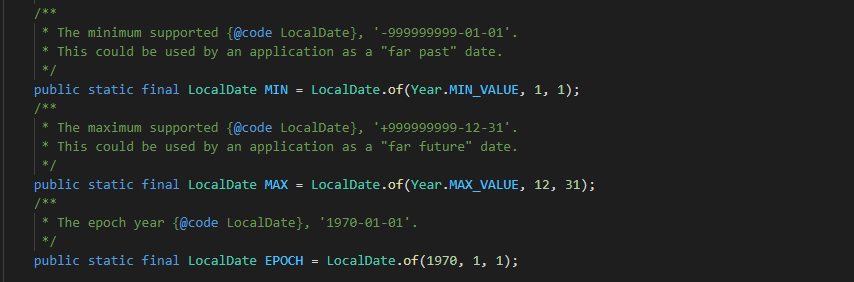 /**
 * The minimum supported {@code LocalDate}, '-999999999-01-01'.
 * This could be used by an application as a "far past" date.
 */
public static final LocalDate MIN = LocalDate.of(Year.MIN_VALUE, 1, 1);
/**
 * The maximum supported {@code LocalDate}, '+999999999-12-31'.
 * This could be used by an application as a "far future" date.
 */
public static final LocalDate MAX = LocalDate.of(Year.MAX_VALUE, 12, 31);
/**
 * The epoch year {@code LocalDate}, '1970-01-01'.
 */
public static final LocalDate EPOCH = LocalDate.of(1970, 1, 1);